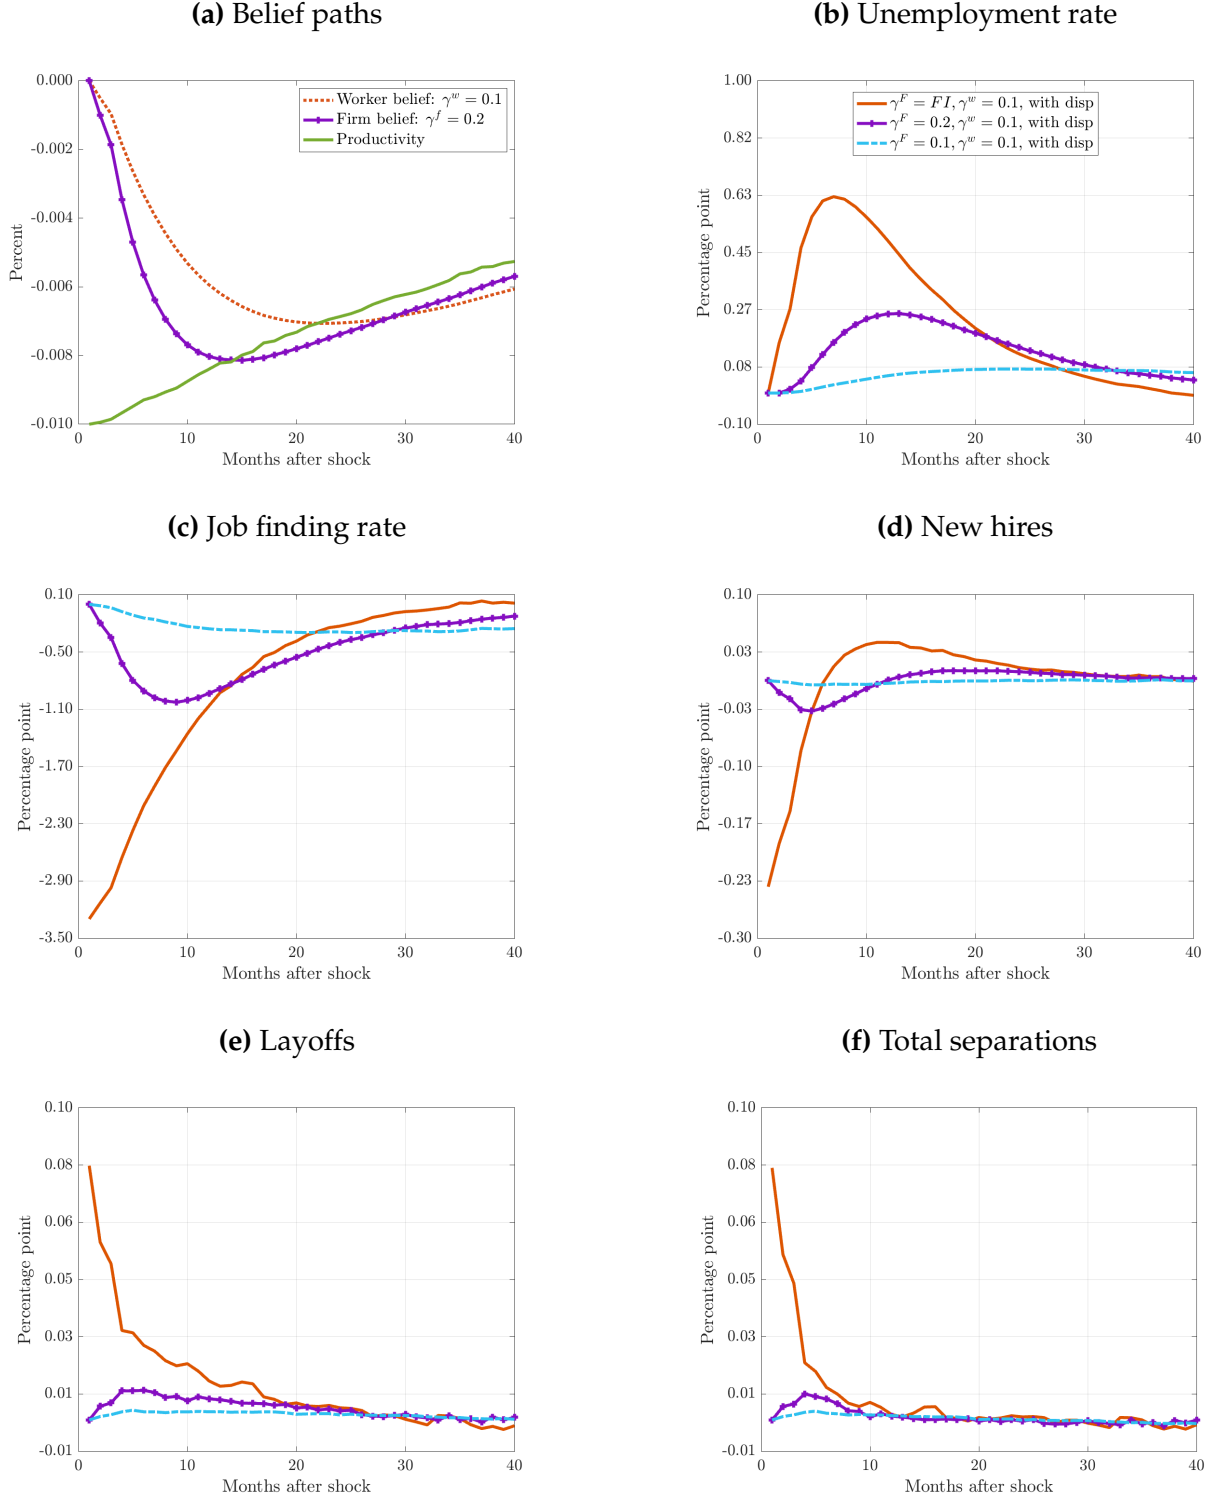 (a) Belief paths
0.000
-0.002
-0.004
-0.006
-0.008
-0.010
Percent
0 10 20 30 40
Months after shock
Worker belief: γ^w = 0.1
Firm belief: γ^f = 0.2
Productivity
(b) Unemployment rate
1.00
0.82
0.63
0.45
0.27
0.08
-0.10
Percentage point
0 10 20 30 40
Months after shock
γ^F = FI, γ^w = 0.1, with disp
γ^F = 0.2, γ^w = 0.1, with disp
γ^F = 0.1, γ^w = 0.1, with disp
(c) Job finding rate
0.10
-0.50
-1.10
-1.70
-2.30
-2.90
-3.50
Percentage point
0 10 20 30 40
Months after shock
(d) New hires
0.10
0.03
-0.03
-0.10
-0.17
-0.23
-0.30
Percentage point
0 10 20 30 40
Months after shock
(e) Layoffs
0.10
0.08
0.06
0.05
0.03
0.01
-0.01
Percentage point
0 10 20 30 40
Months after shock
(f) Total separations
0.10
0.08
0.06
0.05
0.03
0.01
-0.01
Percentage point
0 10 20 30 40
Months after shock